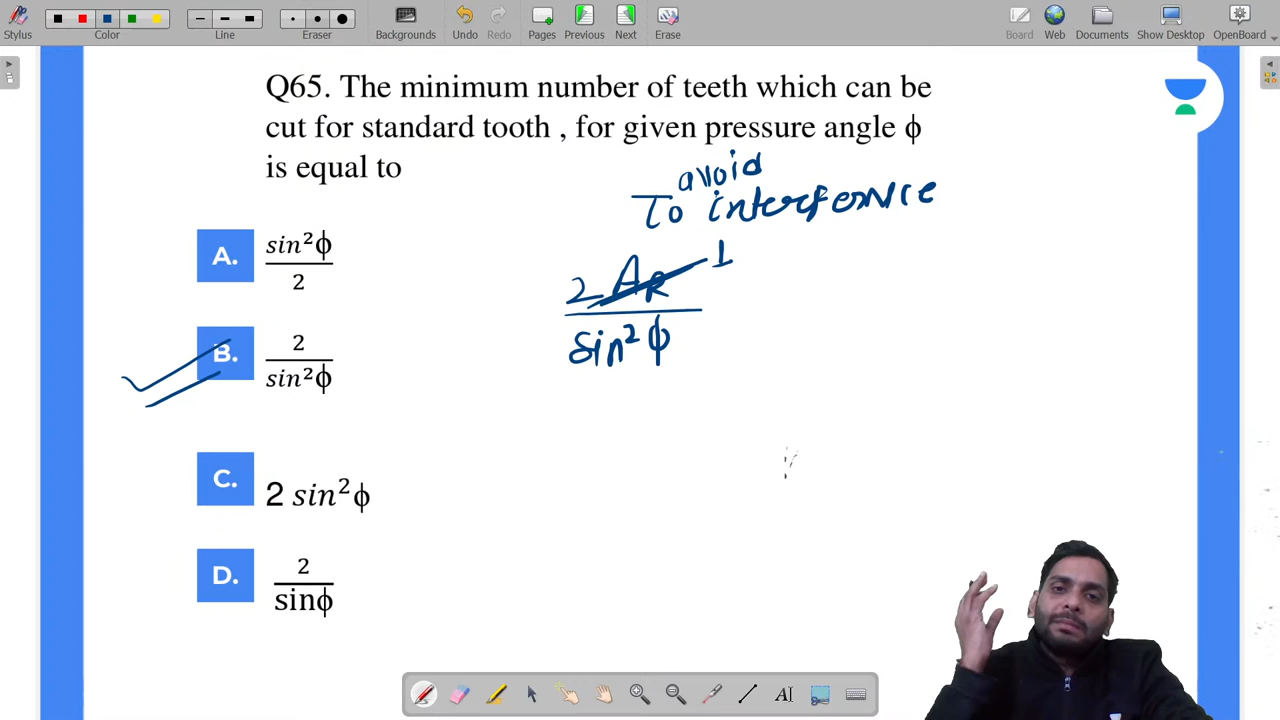 Stylus
Color
Line
Eraser
Backgrounds
Undo
Redo
Pages
Previous
Next
Erase
Board
Web
Documents
Show Desktop
OpenBoard
Q65. The minimum number of teeth which can be
cut for standard tooth , for given pressure angle ϕ
is equal to
avoid
To interference
A. sin²ϕ / 2
2 A_R 1
sin² ϕ
B. 2 / sin²ϕ
C. 2 sin²ϕ
D. 2 / sinϕ
AI